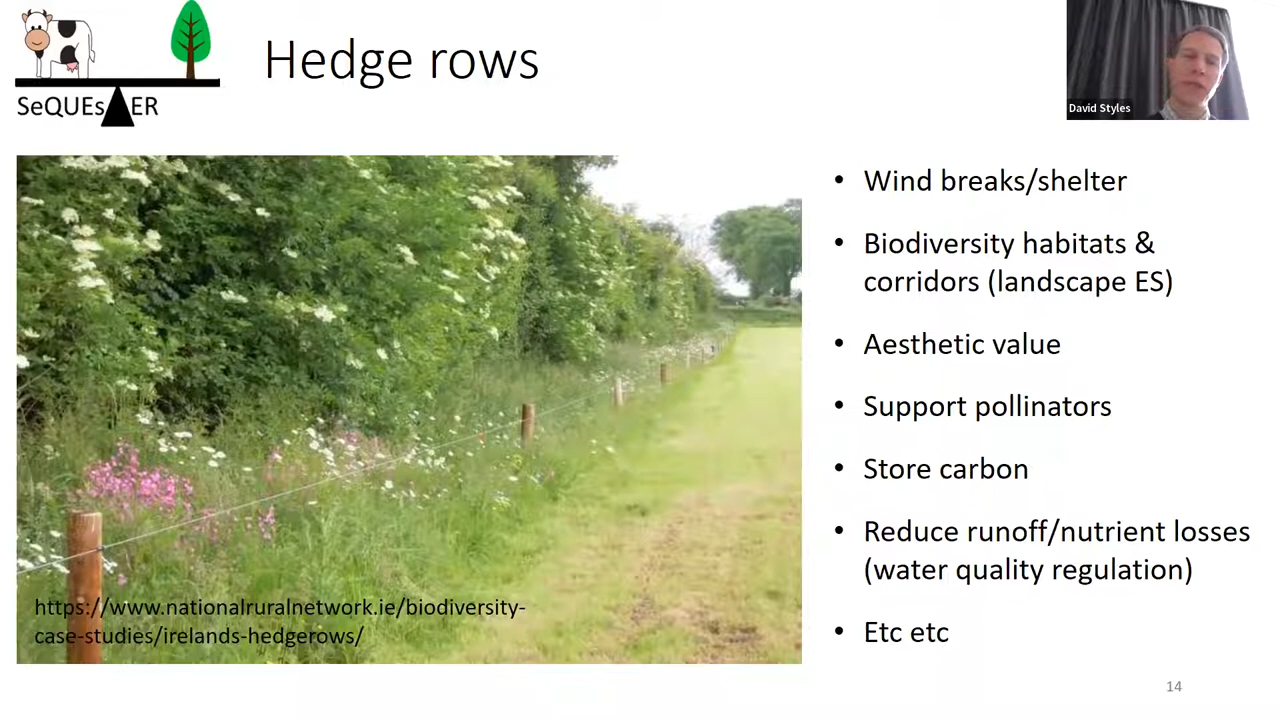 SeQUEsTER
Hedge rows
David Styles
• Wind breaks/shelter
• Biodiversity habitats &
corridors (landscape ES)
• Aesthetic value
• Support pollinators
• Store carbon
• Reduce runoff/nutrient losses
(water quality regulation)
• Etc etc
https://www.nationalruralnetwork.ie/biodiversity-
case-studies/irelands-hedgerows/
14